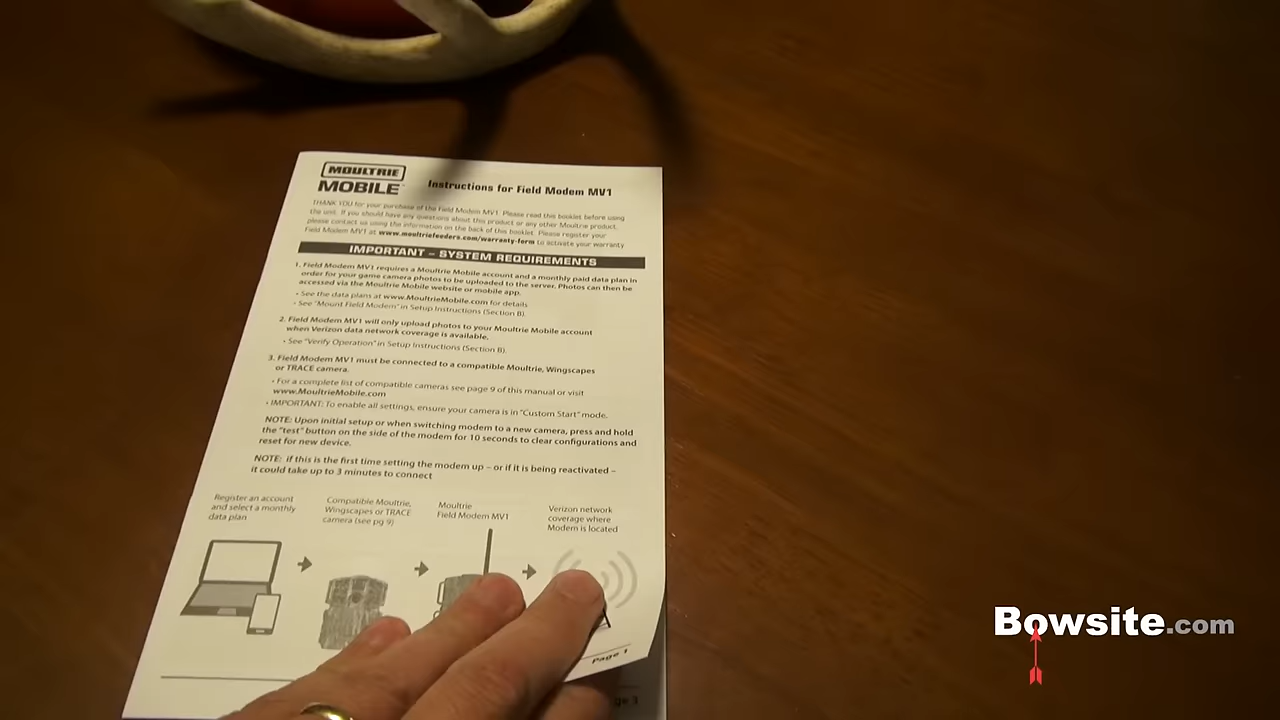 MOULTRIE
MOBILE
Instructions for Field Modem MV1
THANK YOU for your purchase of the Field Modem MV1. Please read this booklet before using
the unit. If you should have any questions about this product or any other Moultrie product,
please contact us using the information on the back of this booklet. Please register your
Field Modem MV1 at www.moultriefeeders.com/warranty-form to activate your warranty
IMPORTANT – SYSTEM REQUIREMENTS
1. Field Modem MV1 requires a Moultrie Mobile account and a monthly paid data plan in
order for your game camera photos to be uploaded to the server. Photos can then be
accessed via the Moultrie Mobile website or mobile app.
• See the data plans at www.MoultrieMobile.com for details
• See "Mount Field Modem" in Setup Instructions (Section B).
2. Field Modem MV1 will only upload photos to your Moultrie Mobile account
when Verizon data network coverage is available.
• See "Verify Operation" in Setup Instructions (Section B).
3. Field Modem MV1 must be connected to a compatible Moultrie, Wingscapes
or TRACE camera.
• For a complete list of compatible cameras see page 9 of this manual or visit
www.MoultrieMobile.com
• IMPORTANT: To enable all settings, ensure your camera is in "Custom Start" mode.
NOTE: Upon initial setup or when switching modem to a new camera, press and hold
the "test" button on the side of the modem for 10 seconds to clear configurations and
reset for new device.
NOTE: if this is the first time setting the modem up – or if it is being reactivated –
it could take up to 3 minutes to connect
Register an account
and select a monthly
data plan
Compatible Moultrie,
Wingscapes or TRACE
camera (see pg 9)
Moultrie
Field Modem MV1
Verizon network
coverage where
Modem is located
Page 1
ge 3
Bowsite.com